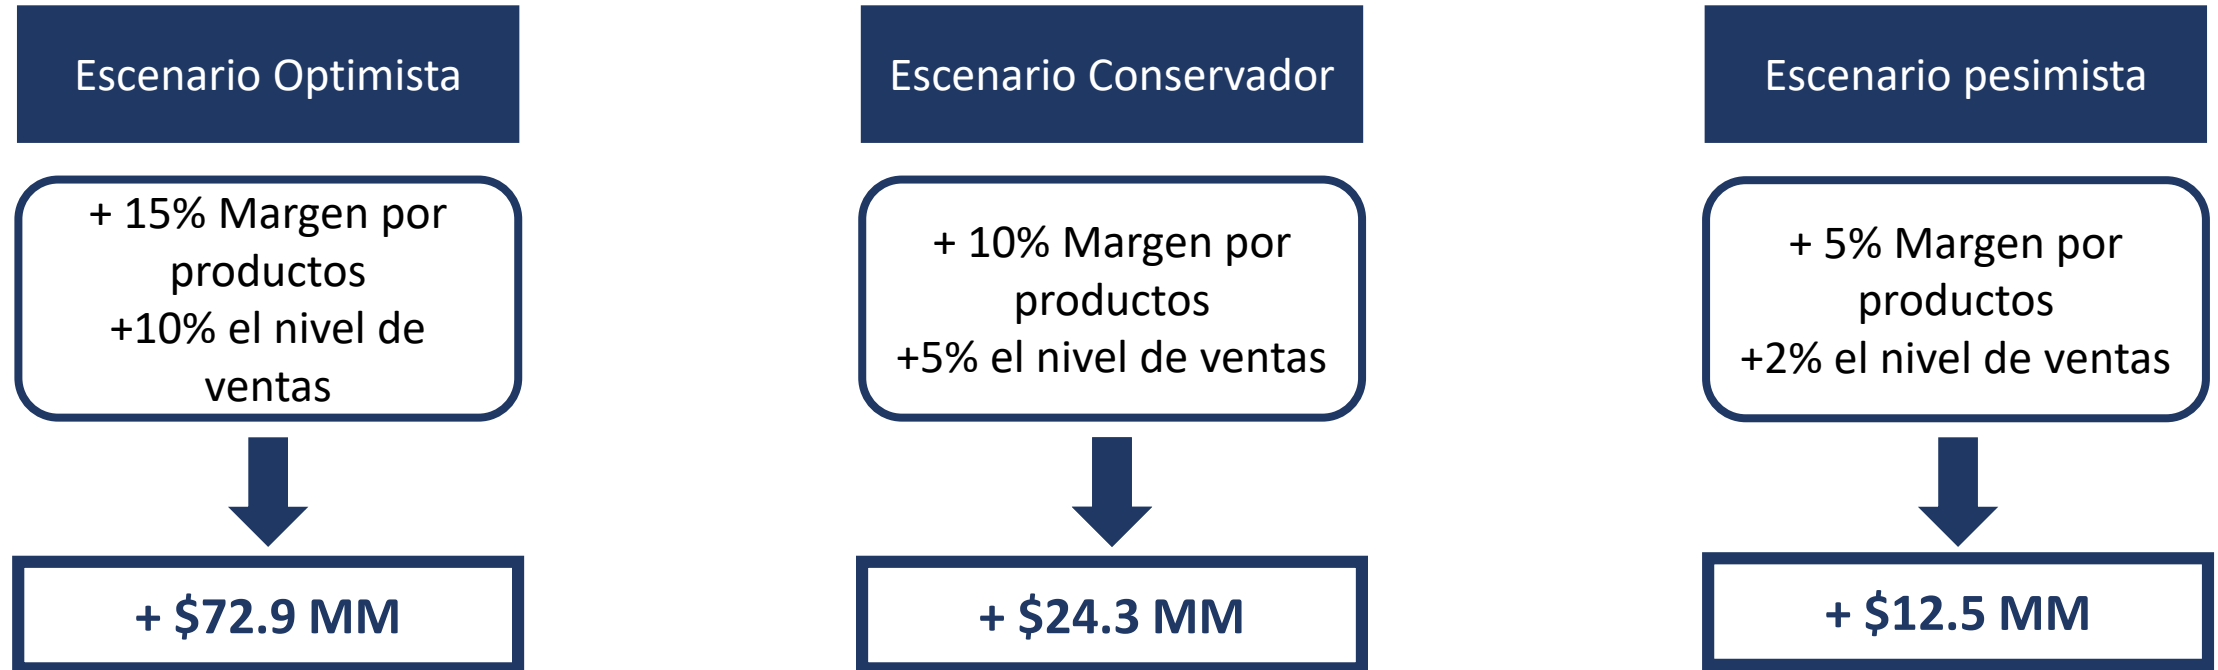 Escenario Optimista
+ 15% Margen por
productos
+10% el nivel de
ventas
+ $72.9 MM
Escenario Conservador
+ 10% Margen por
productos
+5% el nivel de ventas
+ $24.3 MM
Escenario pesimista
+ 5% Margen por
productos
+2% el nivel de ventas
+ $12.5 MM